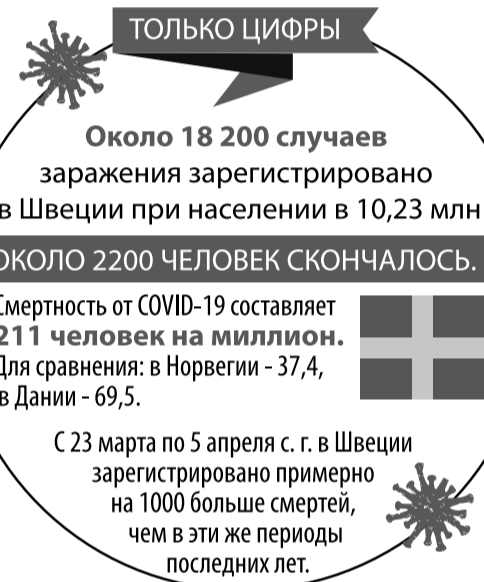 ТОЛЬКО ЦИФРЫ
Около 18 200 случаев
заражения зарегистрировано
в Швеции при населении в 10,23 млн
ОКОЛО 2200 ЧЕЛОВЕК СКОНЧАЛОСЬ.
Смертность от COVID-19 составляет
211 человек на миллион.
Для сравнения: в Норвегии - 37,4,
в Дании - 69,5.
С 23 марта по 5 апреля с. г. в Швеции
зарегистрировано примерно
на 1000 больше смертей,
чем в эти же периоды
последних лет.